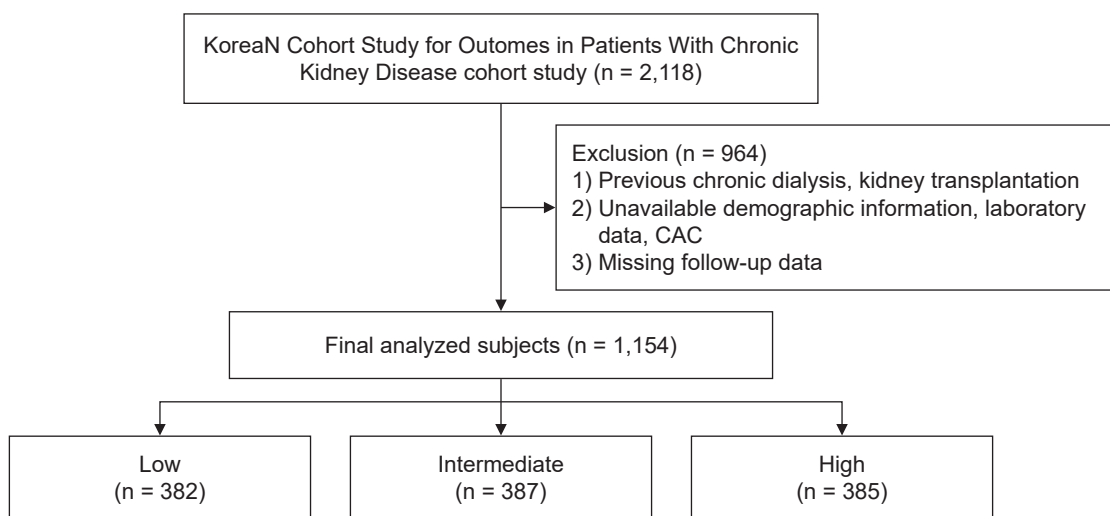 KoreaN Cohort Study for Outcomes in Patients With Chronic
Kidney Disease cohort study (n = 2,118)
Exclusion (n = 964)
1) Previous chronic dialysis, kidney transplantation
2) Unavailable demographic information, laboratory
data, CAC
3) Missing follow-up data
Final analyzed subjects (n = 1,154)
Low
(n = 382)
Intermediate
(n = 387)
High
(n = 385)